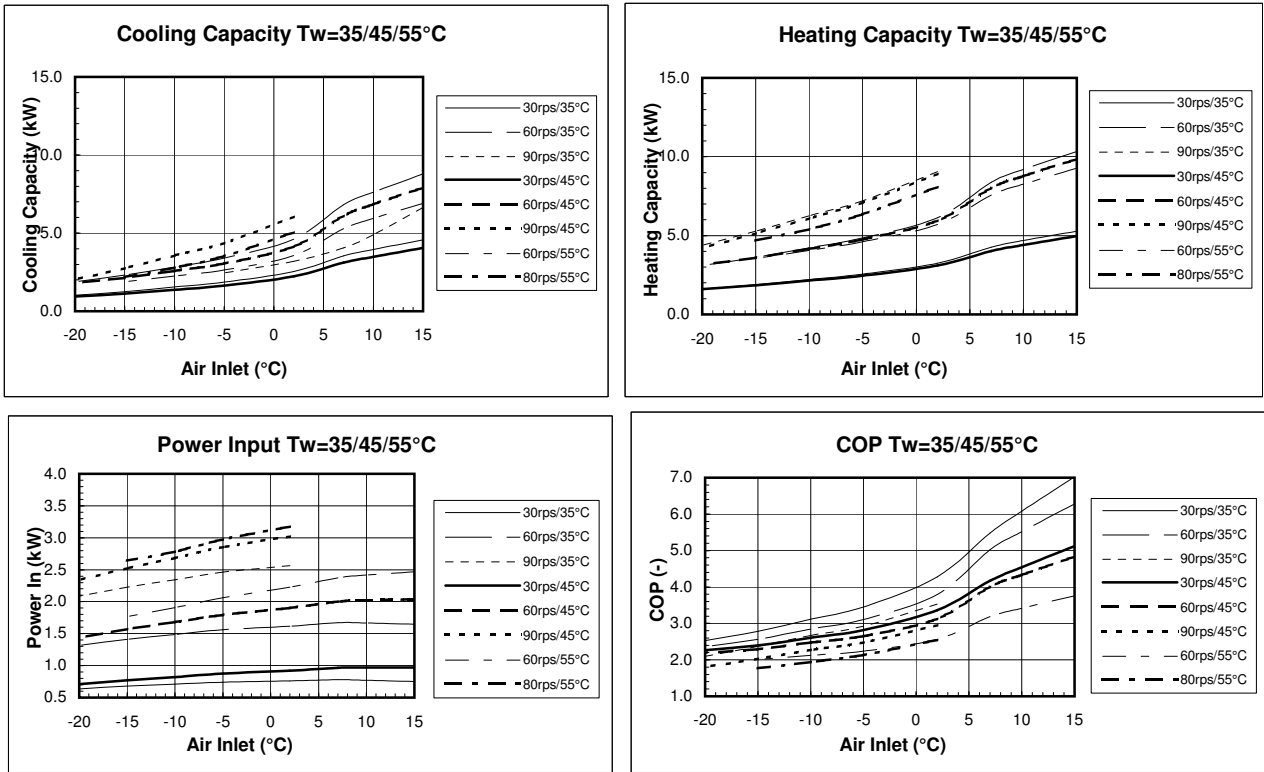 Cooling Capacity Tw=35/45/55°C
Cooling Capacity (kW)
15.0
10.0
5.0
0.0
-20 -15 -10 -5 0 5 10 15
Air Inlet (°C)
30rps/35°C
60rps/35°C
90rps/35°C
30rps/45°C
60rps/45°C
90rps/45°C
60rps/55°C
80rps/55°C
Heating Capacity Tw=35/45/55°C
Heating Capacity (kW)
15.0
10.0
5.0
0.0
-20 -15 -10 -5 0 5 10 15
Air Inlet (°C)
30rps/35°C
60rps/35°C
90rps/35°C
30rps/45°C
60rps/45°C
90rps/45°C
60rps/55°C
80rps/55°C
Power Input Tw=35/45/55°C
Power In (kW)
4.0
3.5
3.0
2.5
2.0
1.5
1.0
0.5
-20 -15 -10 -5 0 5 10 15
Air Inlet (°C)
30rps/35°C
60rps/35°C
90rps/35°C
30rps/45°C
60rps/45°C
90rps/45°C
60rps/55°C
80rps/55°C
COP Tw=35/45/55°C
COP (-)
7.0
6.0
5.0
4.0
3.0
2.0
1.0
-20 -15 -10 -5 0 5 10 15
Air Inlet (°C)
30rps/35°C
60rps/35°C
90rps/35°C
30rps/45°C
60rps/45°C
90rps/45°C
60rps/55°C
80rps/55°C